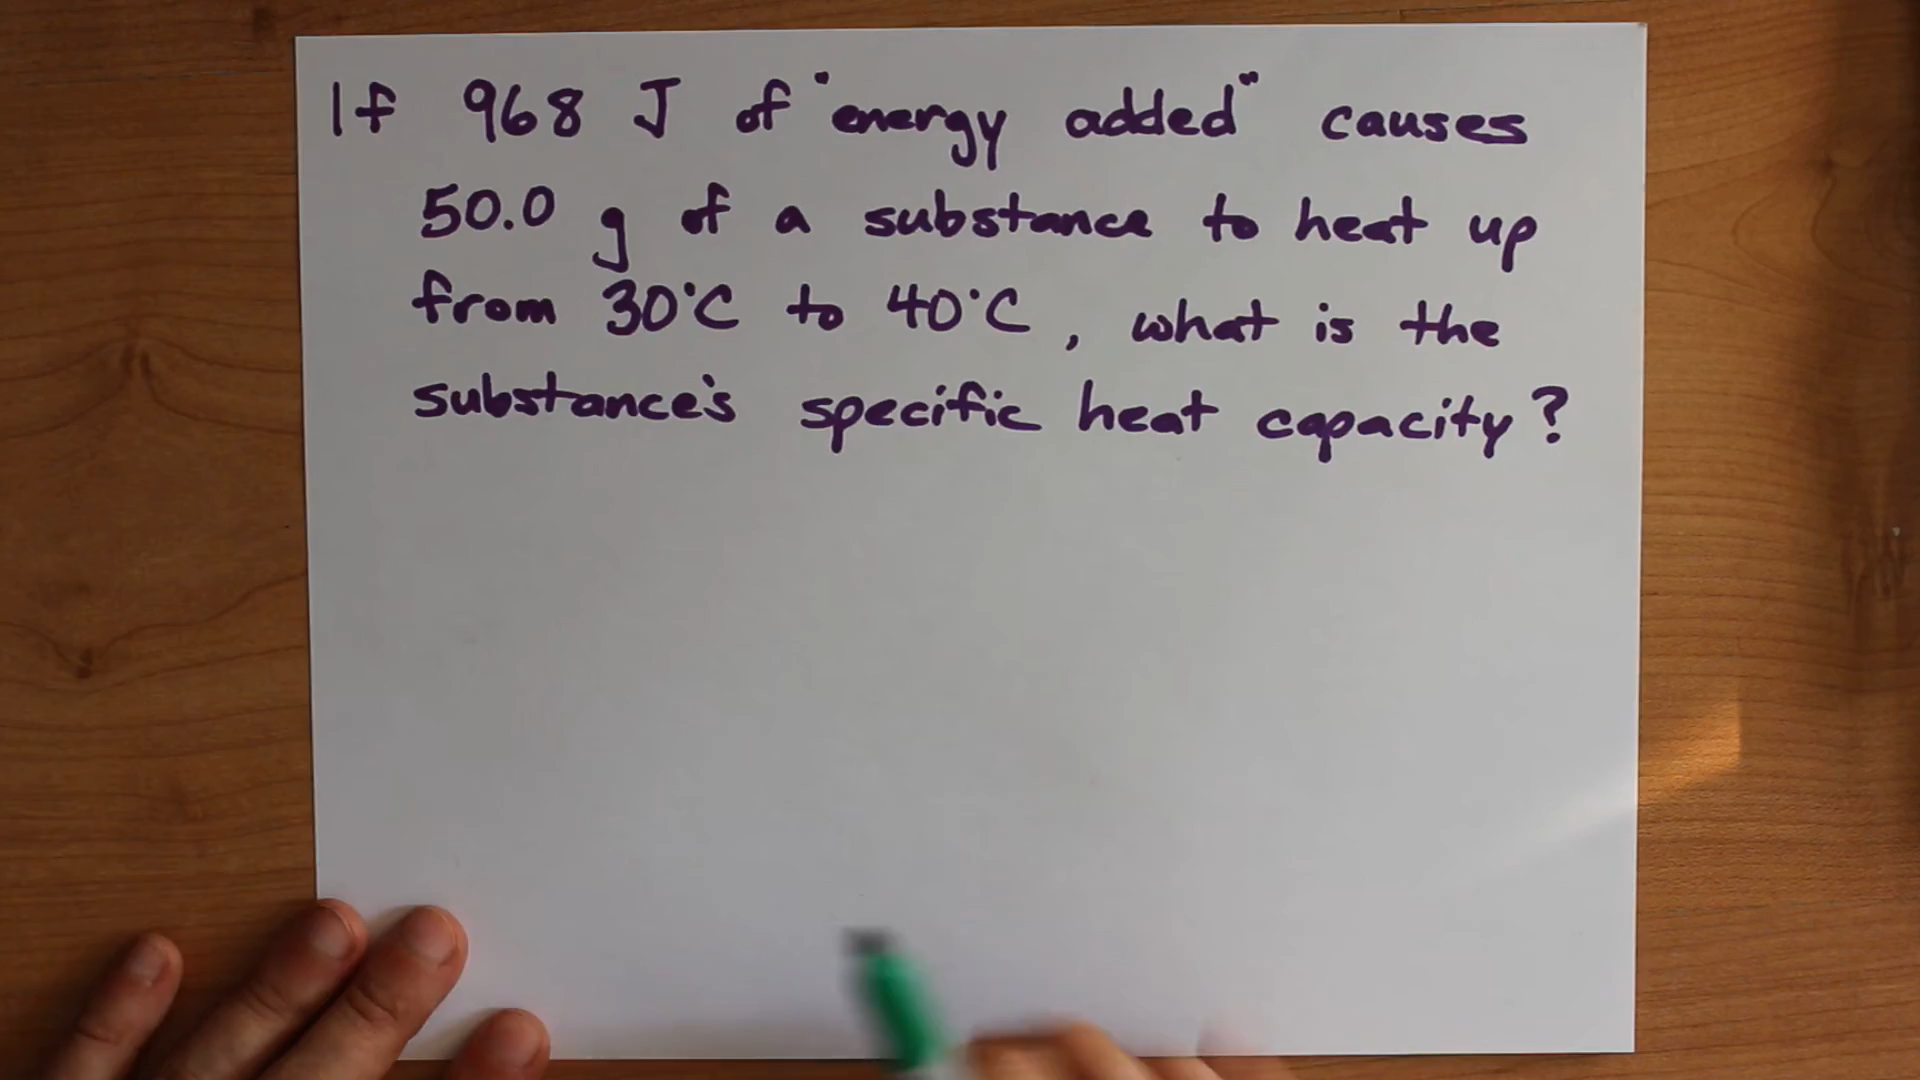 If 968 J of "energy added" causes
50.0 g of a substance to heat up
from 30°C to 40°C, what is the
substance's specific heat capacity?